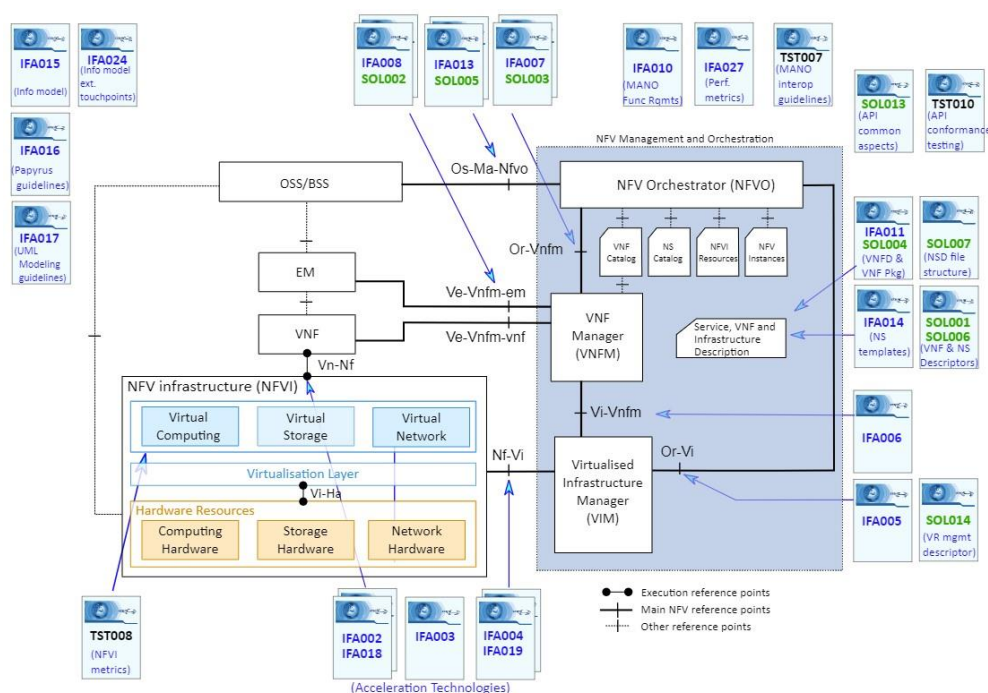 IFA015
(Info model)
IFA024
(Info model
ext.
touchpoints)
IFA008
SOL002
IFA013
SOL005
IFA007
SOL003
IFA010
(MANO
Func Rqmts)
IFA027
(Perf.
metrics)
TST007
(MANO
interop
guidelines)
SOL013
(API
common
aspects)
TST010
(API
conformance
testing)
IFA016
(Papyrus
guidelines)
IFA017
(UML
Modeling
guidelines)
NFV Management and Orchestration
OSS/BSS
Os-Ma-Nfvo
NFV Orchestrator (NFVO)
Or-Vnfm
VNF
Catalog
NS
Catalog
NFVI
Resources
NFV
Instances
IFA011
SOL004
(VNFD &
VNF Pkg)
SOL007
(NSD file
structure)
EM
Ve-Vnfm-em
VNF
Ve-Vnfm-vnf
VNF
Manager
(VNFM)
Service, VNF and
Infrastructure
Description
IFA014
(NS
templates)
SOL001
SOL006
(VNF & NS
Descriptors)
Vn-Nf
NFV infrastructure (NFVI)
Virtual
Computing
Virtual
Storage
Virtual
Network
Vi-Vnfm
IFA006
Virtualisation Layer
Nf-Vi
Virtualised
Infrastructure
Manager
(VIM)
Or-Vi
Vi-Ha
Hardware Resources
Computing
Hardware
Storage
Hardware
Network
Hardware
IFA005
SOL014
(VR mgmt
descriptor)
Execution reference points
Main NFV reference points
Other reference points
TST008
(NFVI
metrics)
IFA002
IFA018
IFA003
IFA004
IFA019
(Acceleration Technologies)